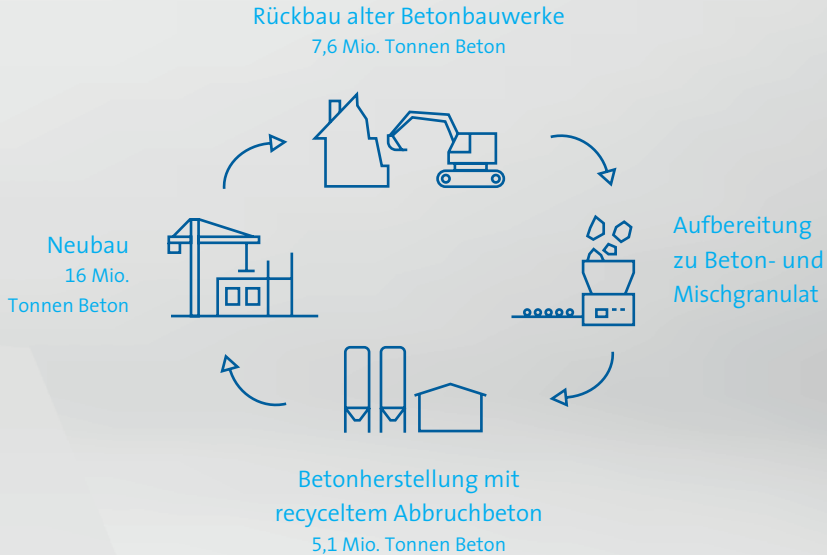 Rückbau alter Betonbauwerke
7,6 Mio. Tonnen Beton
Aufbereitung
zu Beton- und
Mischgranulat
Neubau
16 Mio.
Tonnen Beton
Betonherstellung mit
recyceltem Abbruchbeton
5,1 Mio. Tonnen Beton